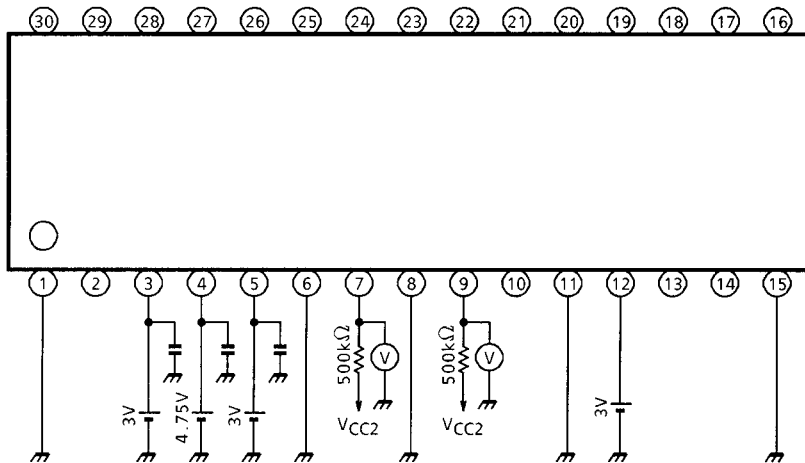 30 29 28 27 26 25 24 23 22 21 20 19 18 17 16
1 2 3 4 5 6 7 8 9 10 11 12 13 14 15
500kΩ V 500kΩ V
3V 4.75V 3V 3V
VCC2 VCC2